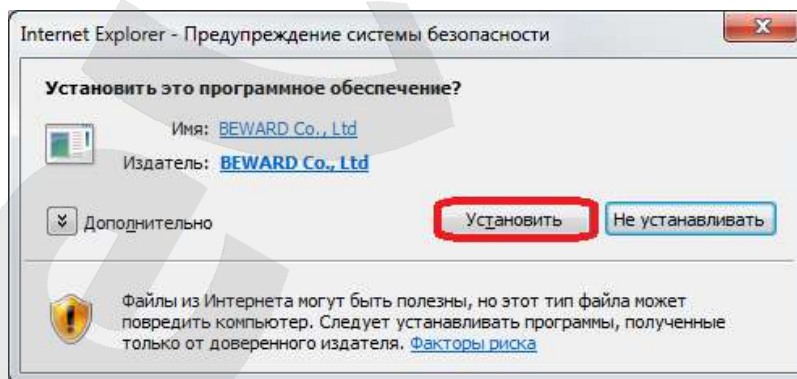 Internet Explorer - Предупреждение системы безопасности
Установить это программное обеспечение?
Имя: BEWARD Co., Ltd
Издатель: BEWARD Co., Ltd
Дополнительно
Установить
Не устанавливать
Файлы из Интернета могут быть полезны, но этот тип файла может
повредить компьютер. Следует устанавливать программы, полученные
только от доверенного издателя. Факторы риска